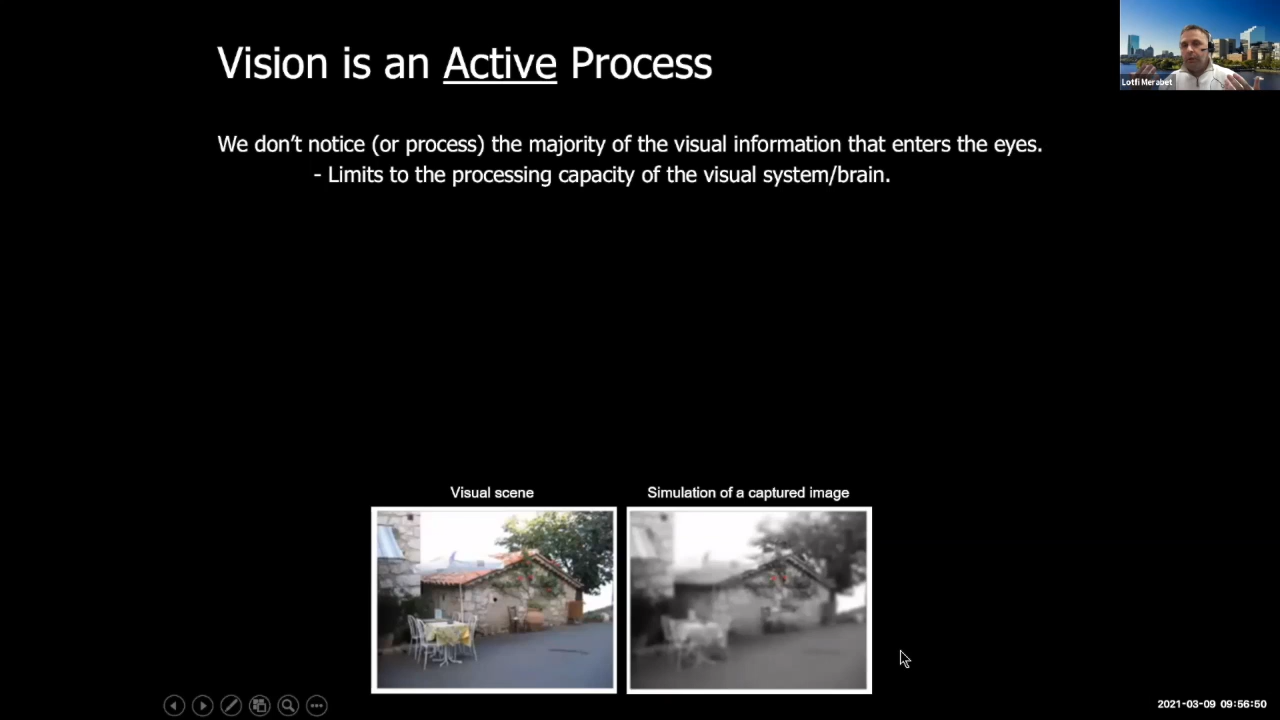 Vision is an Active Process
Lotfi Merabet
We don't notice (or process) the majority of the visual information that enters the eyes.
- Limits to the processing capacity of the visual system/brain.
Visual scene
Simulation of a captured image
2021-03-09 09:56:50